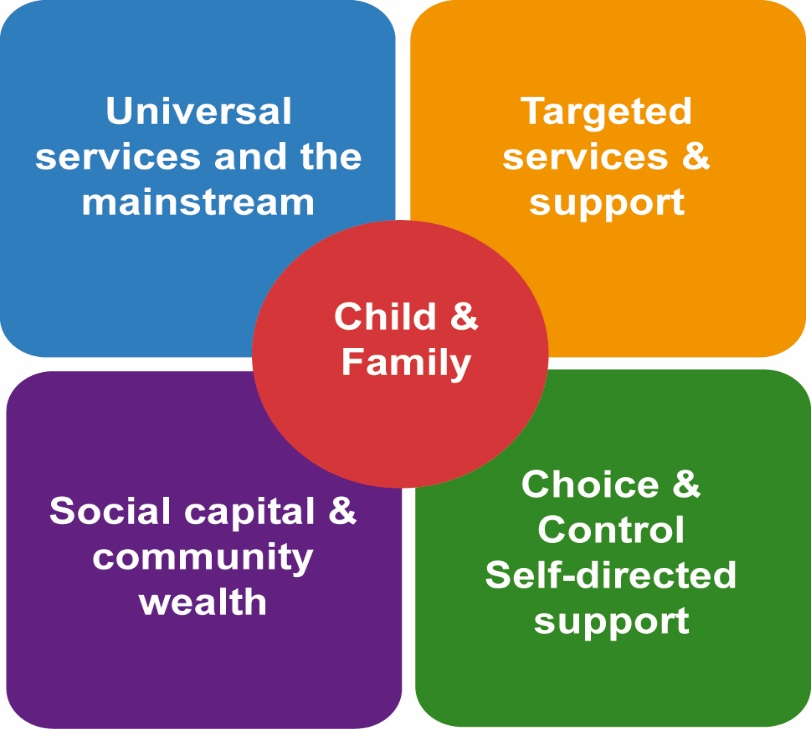 Universal
services and the
mainstream
Targeted
services &
support
Child &
Family
Social capital &
community
wealth
Choice &
Control
Self-directed
support